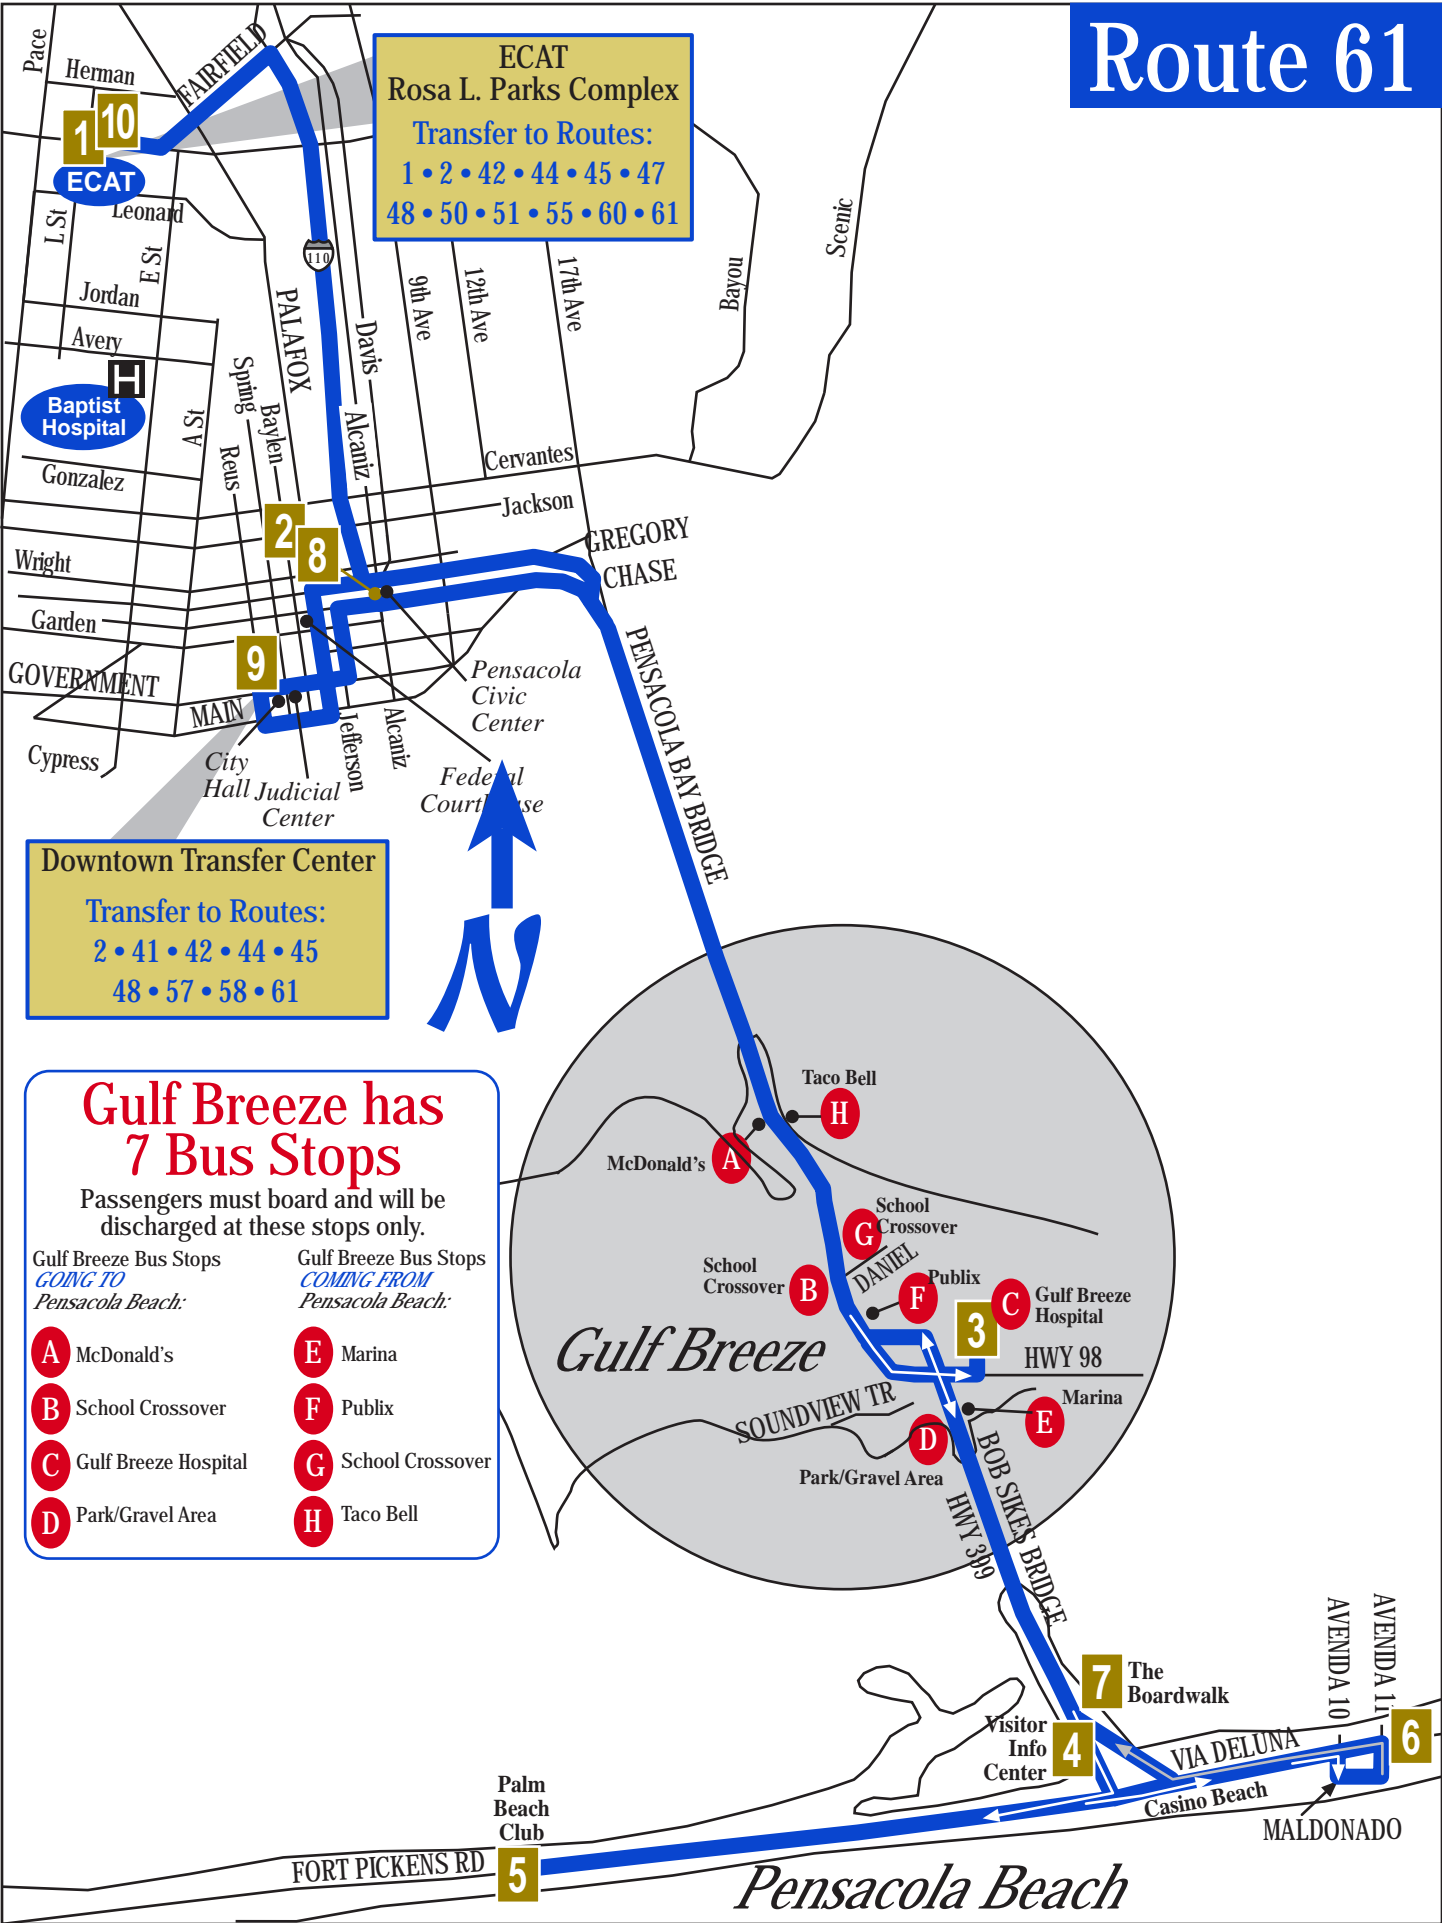 Route 61
Pace
Herman
FAIRFIELD
ECAT
Rosa L. Parks Complex
Transfer to Routes:
1 • 2 • 42 • 44 • 45 • 47
48 • 50 • 51 • 55 • 60 • 61
1
10
ECAT
Leonard
L St
E St
110
Scenic
Bayou
Jordan
Avery
PALAFOX
Davis
9th Ave
12th Ave
17th Ave
H
Baptist
Hospital
Spring
Baylen
Reus
A St
Alcaniz
Gonzalez
Cervantes
Jackson
2
8
GREGORY
CHASE
Wright
Garden
9
GOVERNMENT
MAIN
Cypress
Jefferson
Alcaniz
Pensacola
Civic
Center
City
Hall
Judicial
Center
Federal
PENSACOLA BAY BRIDGE
Downtown Transfer Center
Transfer to Routes:
2 • 41 • 42 • 44 • 45
48 • 57 • 58 • 61
N
Gulf Breeze has
7 Bus Stops
Passengers must board and will be
discharged at these stops only.
Gulf Breeze Bus Stops
GOING TO
Pensacola Beach:
A McDonald's
B School Crossover
C Gulf Breeze Hospital
D Park/Gravel Area
Gulf Breeze Bus Stops
COMING FROM
Pensacola Beach:
E Marina
F Publix
G School Crossover
H Taco Bell
Taco Bell
H
McDonald's
A
School
Crossover
G
DANIEL
School
Crossover
B
Publix
F
C
Gulf Breeze
Hospital
3
Gulf Breeze
HWY 98
SOUNDVIEW TR
Marina
E
D
Park/Gravel Area
BOB SIKES BRIDGE
HWY 399
7
The
Boardwalk
AVENIDA 10
AVENIDA 11
Visitor
Info
Center
4
6
VIA DELUNA
Casino Beach
MALDONADO
Palm
Beach
Club
5
FORT PICKENS RD
Pensacola Beach